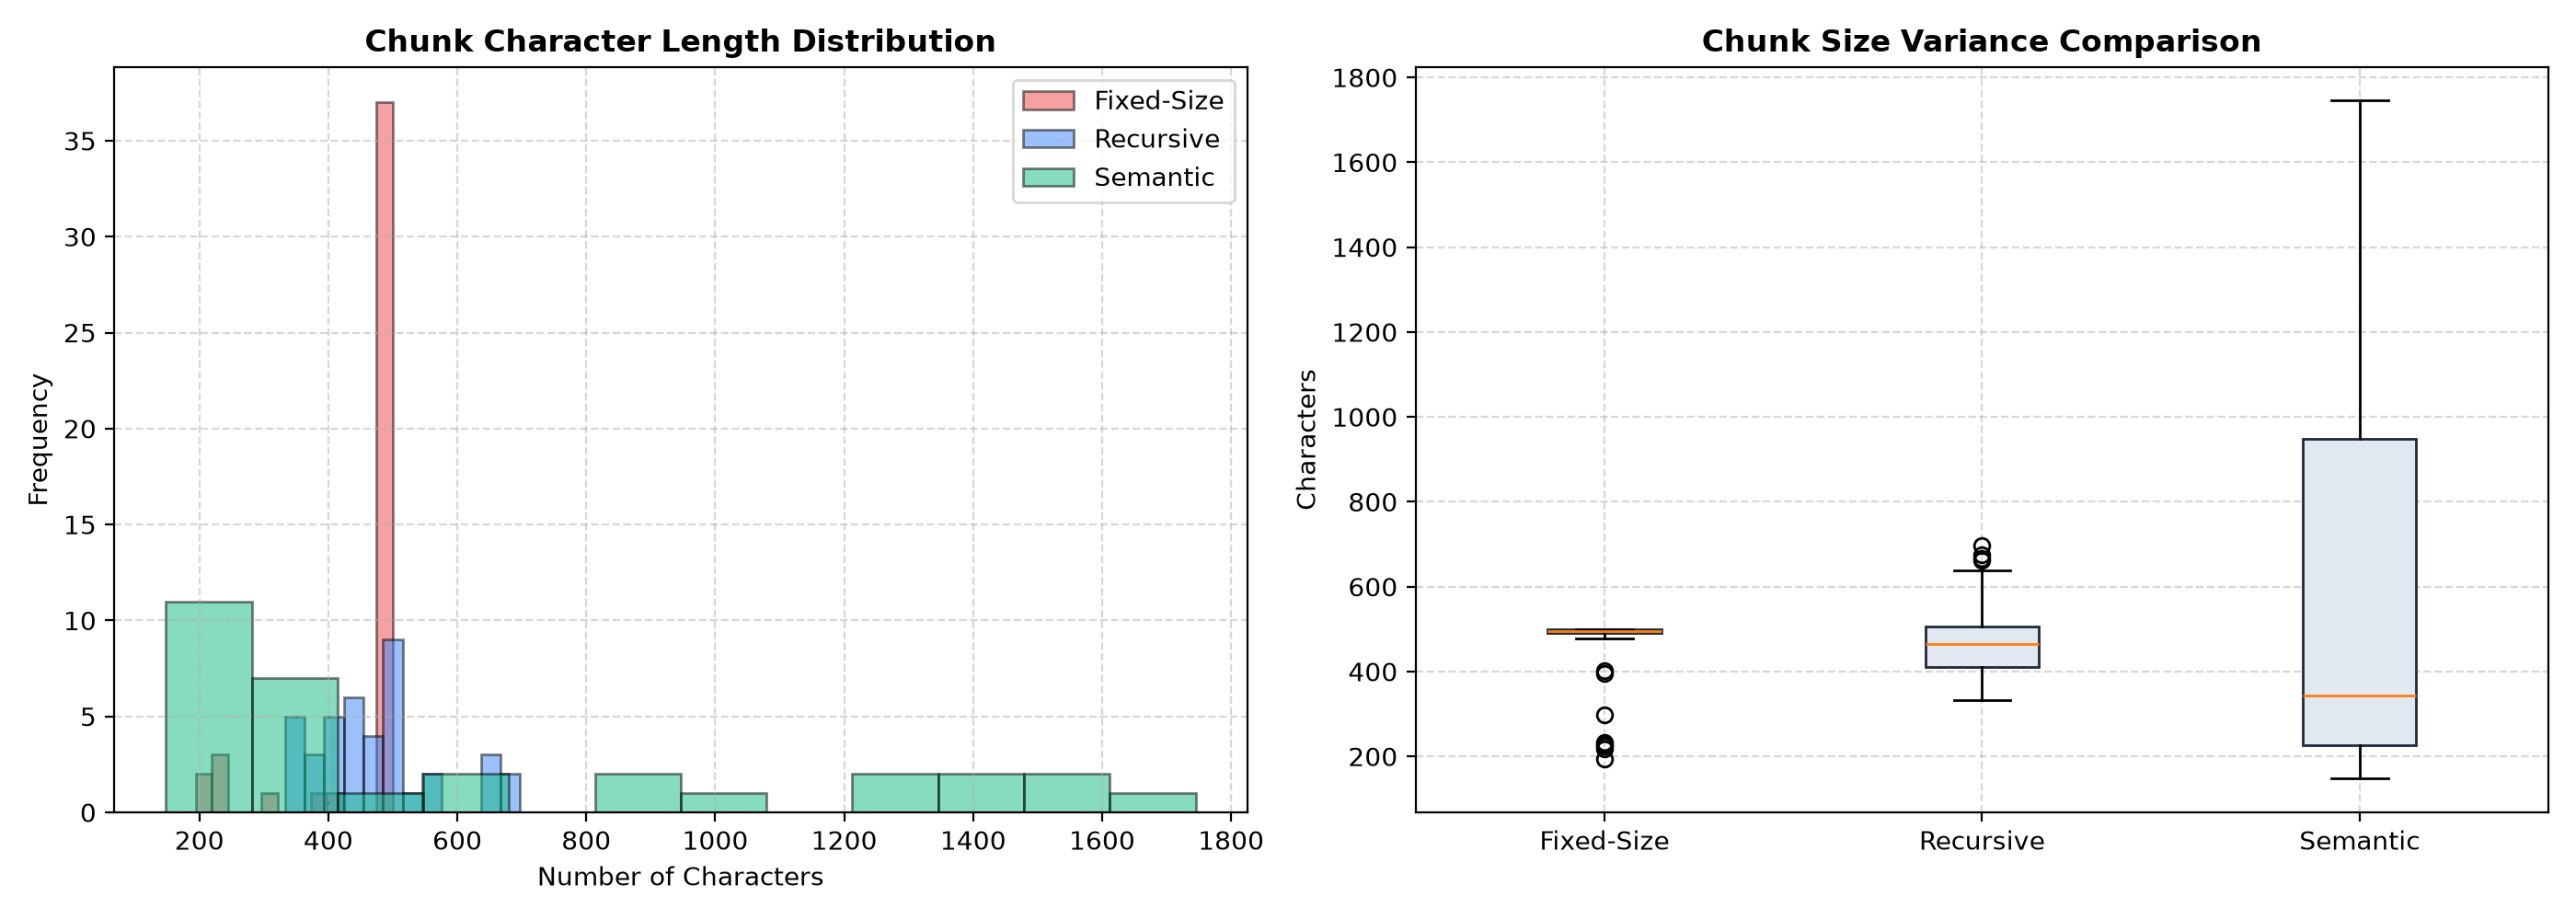 Chunk Character Length Distribution
Frequency
35
30
25
20
15
10
5
0
200 400 600 800 1000 1200 1400 1600 1800
Number of Characters
Fixed-Size
Recursive
Semantic
Chunk Size Variance Comparison
Characters
1800
1600
1400
1200
1000
800
600
400
200
Fixed-Size Recursive Semantic